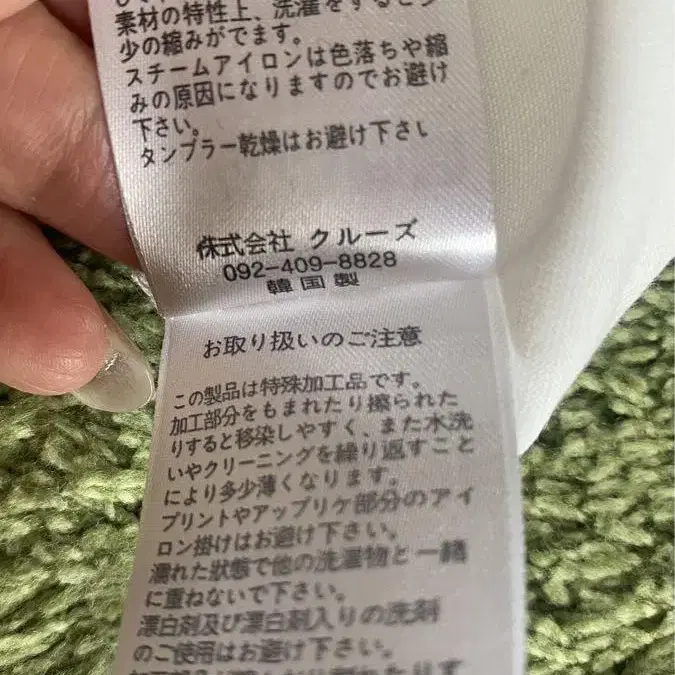 素材の特性上、洗濯をすると多
少の縮みがでます。
スチームアイロンは色落ちや縮
みの原因になりますのでお避け
下さい。
タンブラー乾燥はお避け下さい
株式会社 クルーズ
092-409-8828
韓国製
お取り扱いのご注意
この製品は特殊加工品です。
加工部分をもまれたり擦られた
りすると移染しやすく、また水洗
いやクリーニングを繰り返すこと
により多少薄くなります。
プリントやアップリケ部分のアイ
ロン掛けはお避け下さい。
濡れた狀態で他の洗濯物と一緒
に重ねないで下さい。
漂白剤及び漂白剤入りの洗剤
のご使用はお避け下さい。